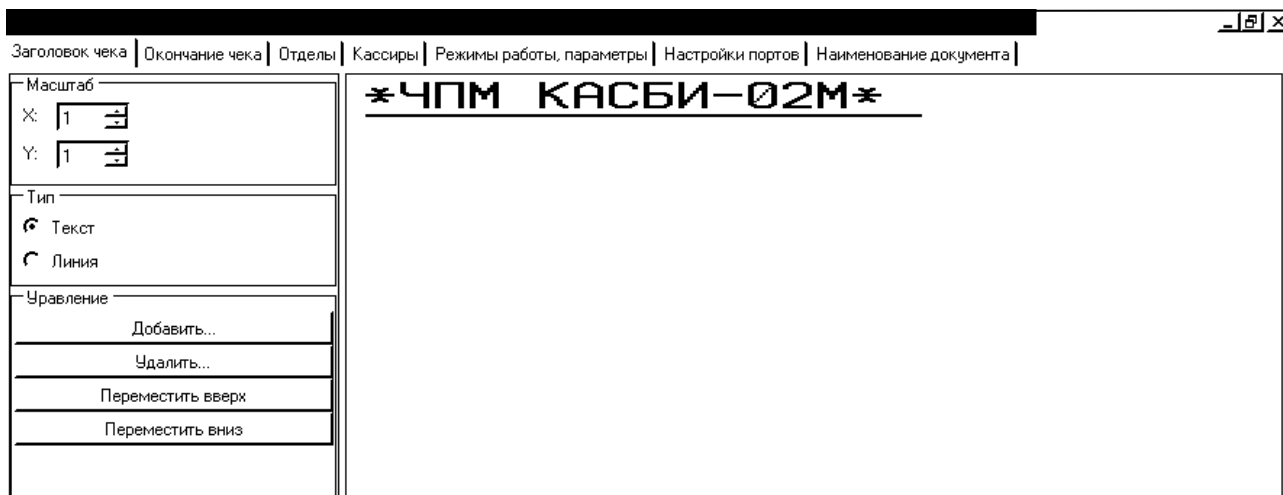 Заголовок чека Окончание чека Отделы Кассиры Режимы работы, параметры Настройки портов Наименование документа
Масштаб
X: 1
Y: 1
Тип
Текст
Линия
Уравление
Добавить...
Удалить...
Переместить вверх
Переместить вниз
*ЧПМ КАСБИ-02М*